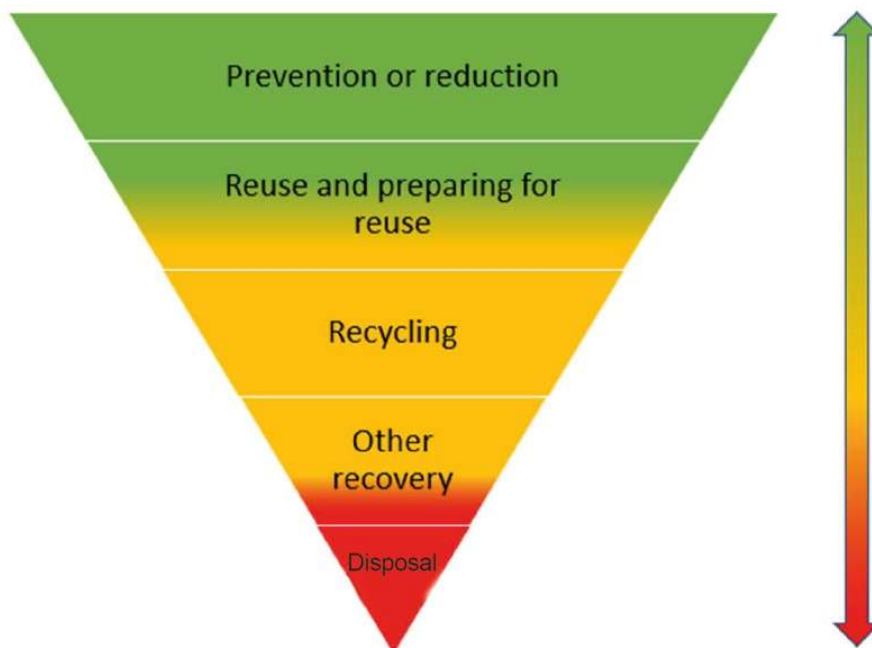 Prevention or reduction
Reuse and preparing for
reuse
Recycling
Other
recovery
Disposal